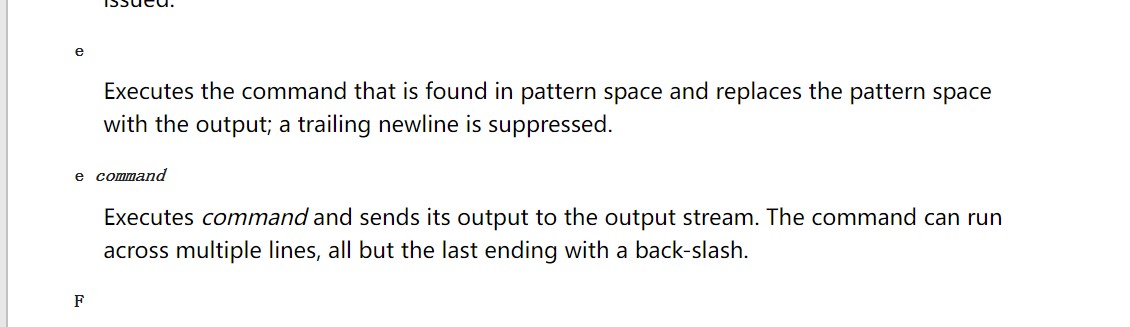 issued.
e
Executes the command that is found in pattern space and replaces the pattern space
with the output; a trailing newline is suppressed.
e command
Executes command and sends its output to the output stream. The command can run
across multiple lines, all but the last ending with a back-slash.
F